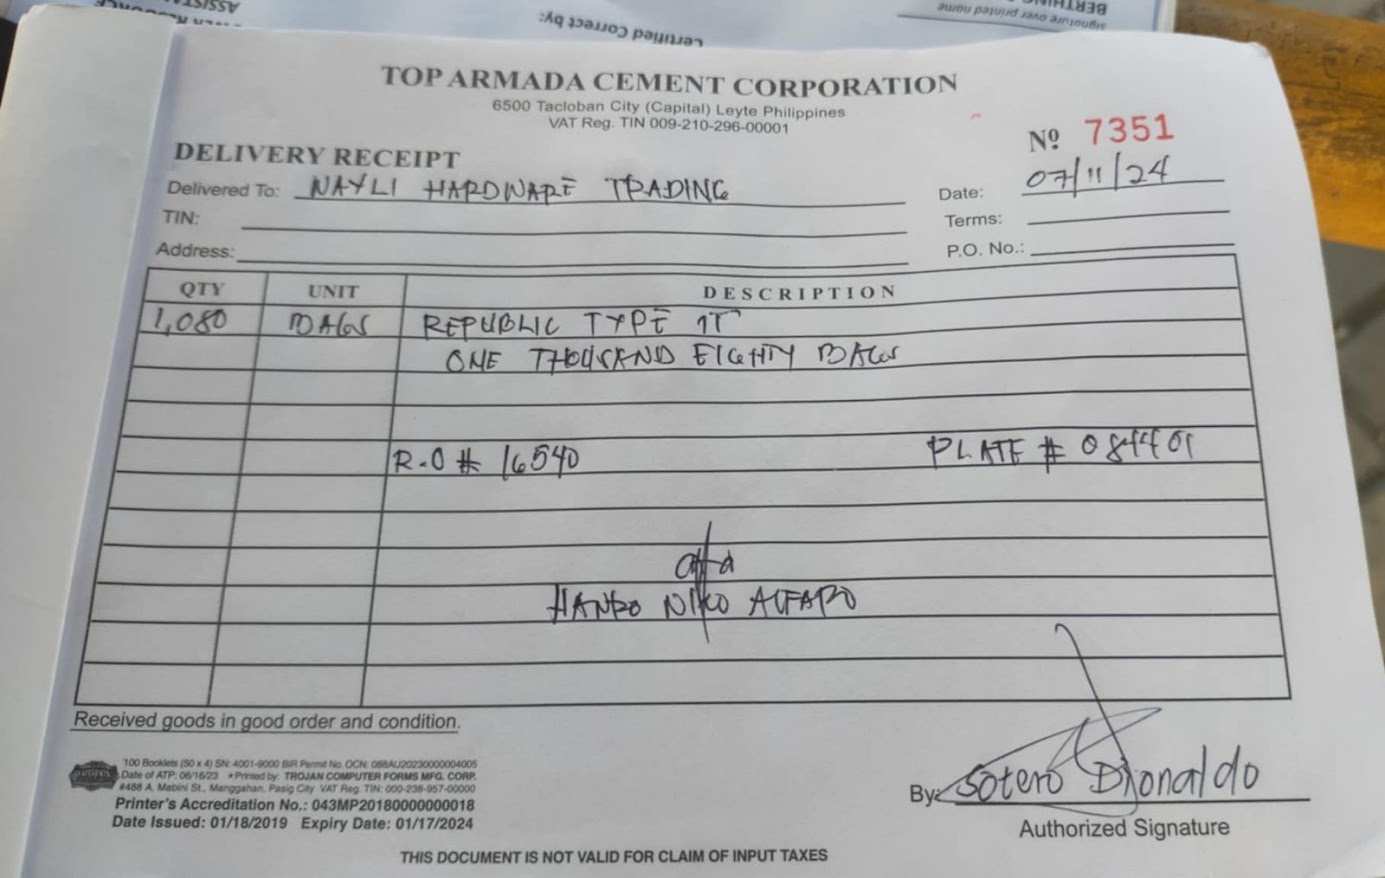 Certified Correct by:
signature over printed name
TOP ARMADA CEMENT CORPORATION
6500 Tacloban City (Capital) Leyte Philippines
VAT Reg. TIN 009-210-296-00001
Nº 7351
DELIVERY RECEIPT
Delivered To: NAYLI HARDWARE TRADING
Date: 07/11/24
TIN:
Terms:
Address:
P.O. No.:
QTY UNIT DESCRIPTION
1,080 BAGS REPUBLIC TYPE 1T
ONE THOUSAND EIGHTY BAGS
R.O # 16540 PLATE #
NIKO ALFARO
Received goods in good order and condition.
100 Booklets (50 x 4) SN: 4001-9000 BIR Permit No. OCN: 088AU20230000004005
Date of ATP: 06/16/23 *Printed by: TROJAN COMPUTER FORMS MFG. CORP.
#488 A. Mabini St., Manggahan, Pasig City VAT Reg. TIN: 000-238-957-00000
Printer's Accreditation No.: 043MP20180000000018
Date Issued: 01/18/2019 Expiry Date: 01/17/2024
By: Sotero Dionaldo
Authorized Signature
THIS DOCUMENT IS NOT VALID FOR CLAIM OF INPUT TAXES